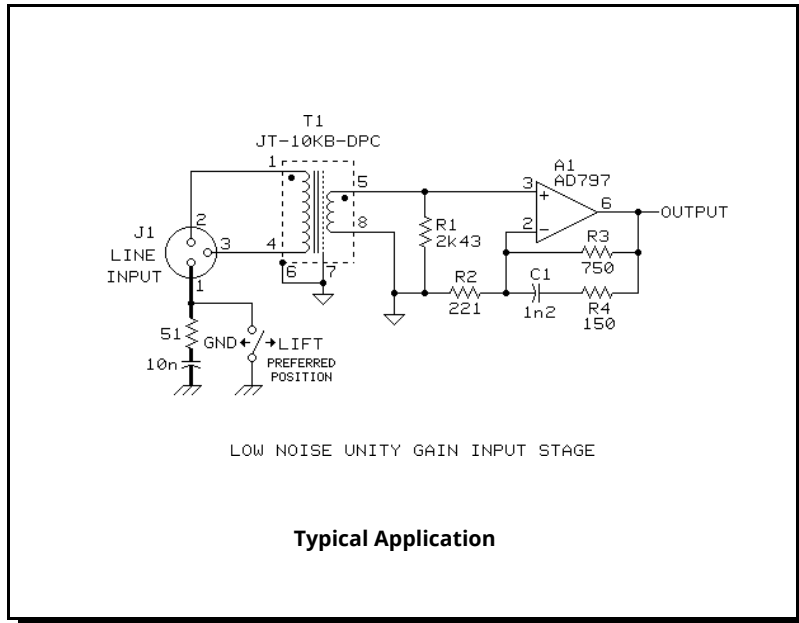 T1
JT-10KB-DPC
1
5
A1
AD797
3
+
6
OUTPUT
J1
LINE
INPUT
2
3
4
8
R1
2k43
2
−
R3
750
6
7
R2
221
C1
1n2
R4
150
1
51
GND
LIFT
10n
PREFERRED
POSITION
LOW NOISE UNITY GAIN INPUT STAGE
Typical Application